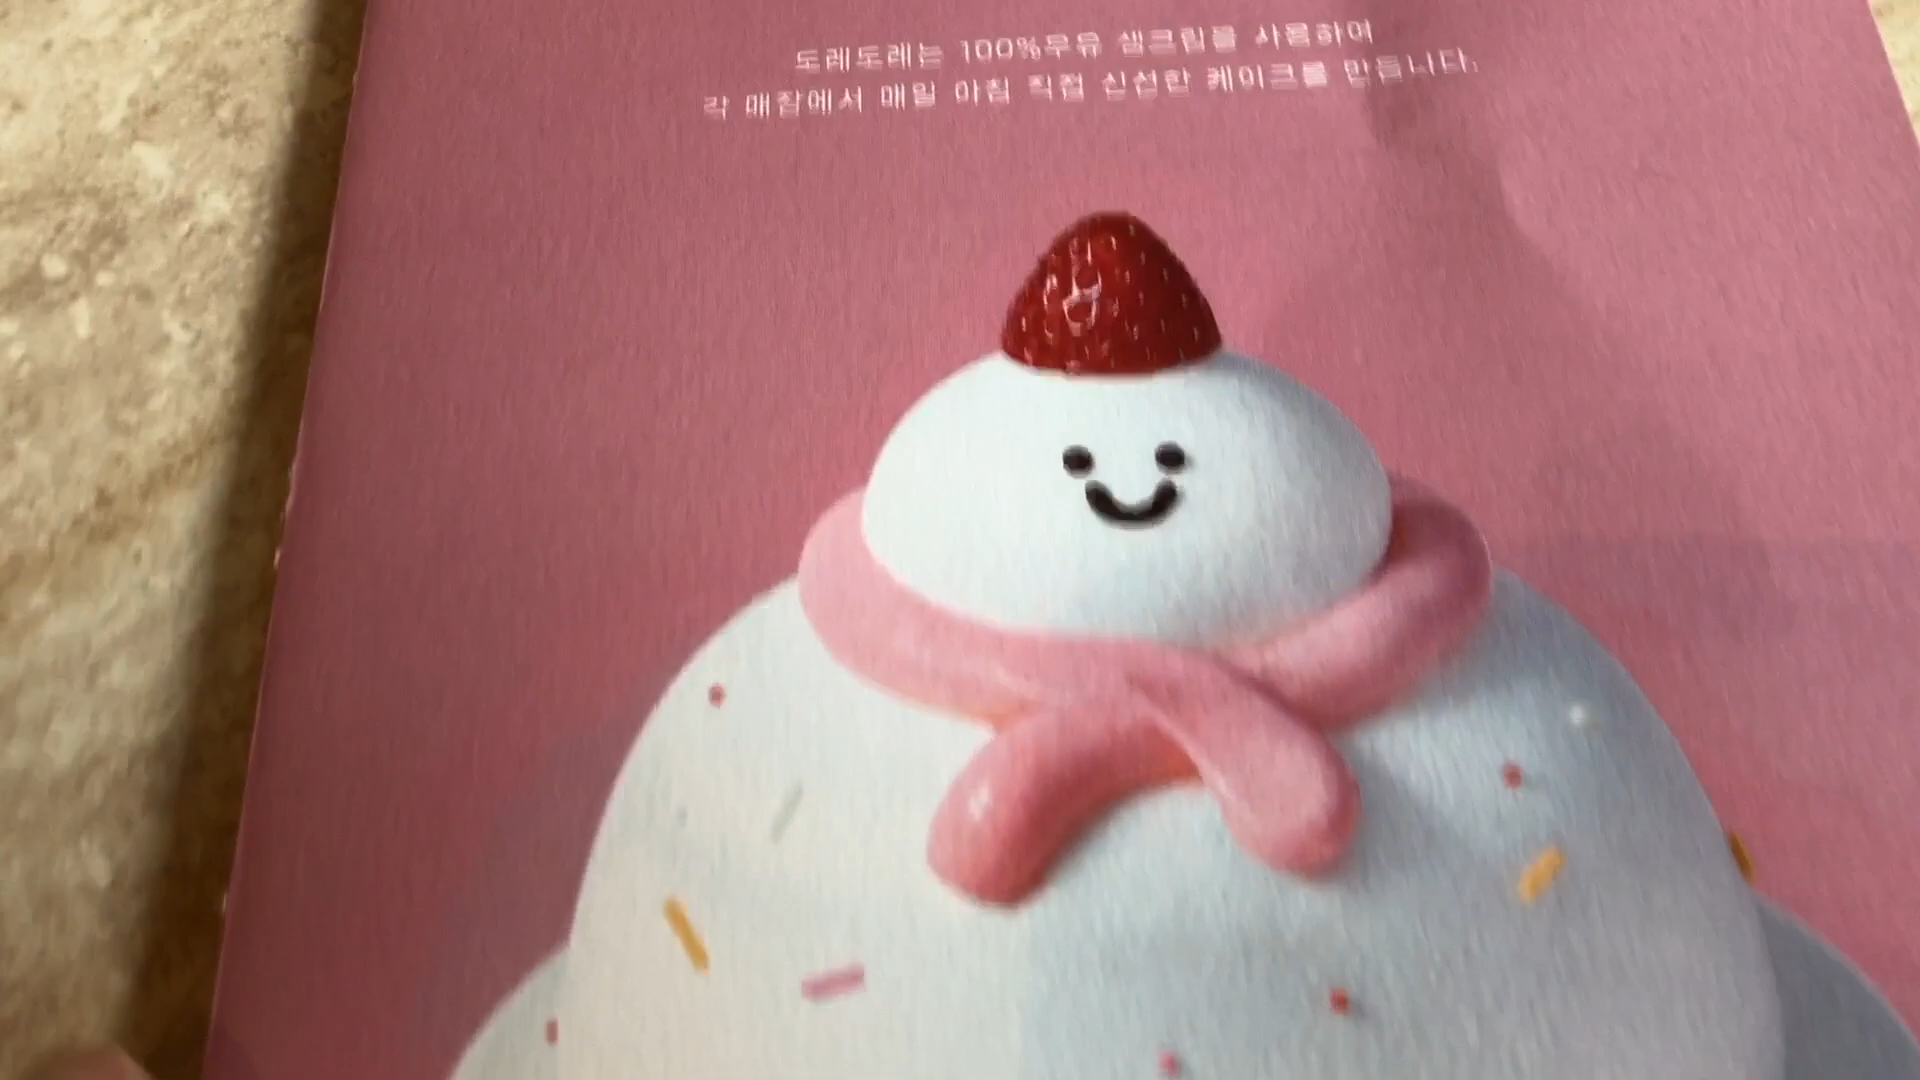 도레도레는 100%우유 생크림을 사용하여
각 매장에서 매일 아침 직접 신선한 케이크를 만듭니다.